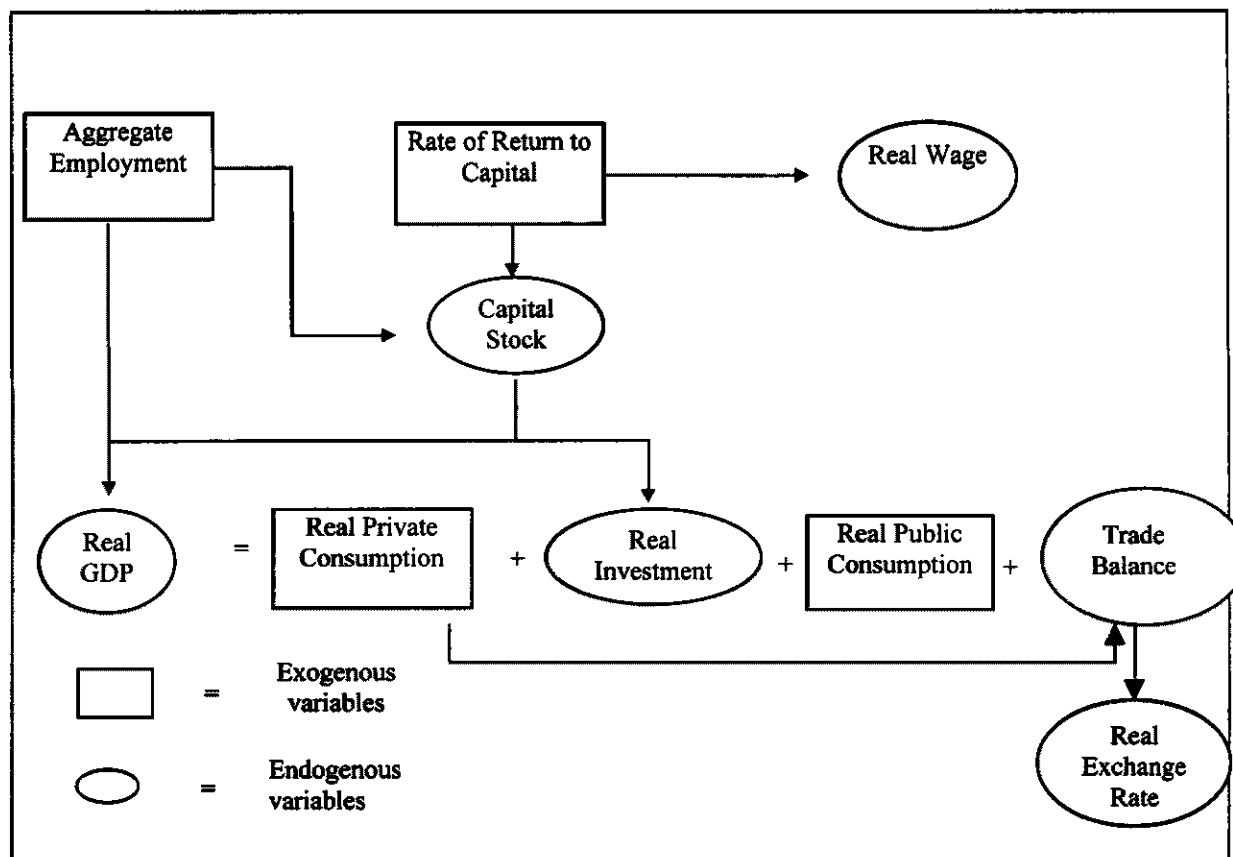 Aggregate
Employment
Rate of Return to
Capital
Real Wage
Capital
Stock
Real
GDP
=
Real Private
Consumption
+
Real
Investment
+
Real Public
Consumption
+
Trade
Balance
=
Exogenous
variables
=
Endogenous
variables
Real
Exchange
Rate